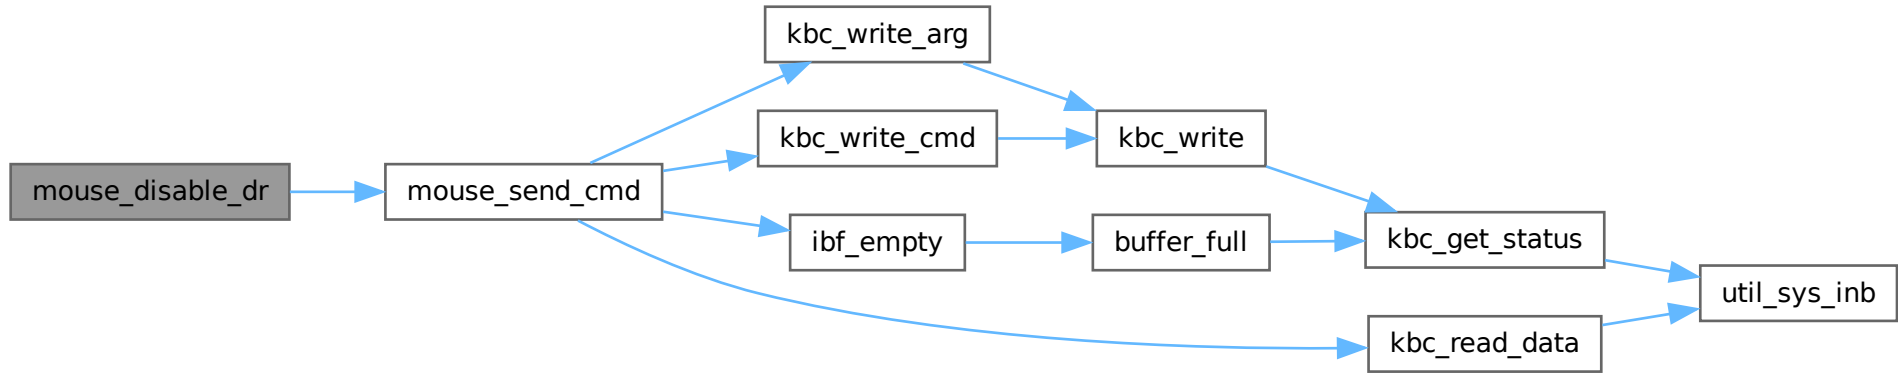 kbc_write_arg
kbc_write_cmd
kbc_write
mouse_disable_dr
mouse_send_cmd
ibf_empty
buffer_full
kbc_get_status
util_sys_inb
kbc_read_data